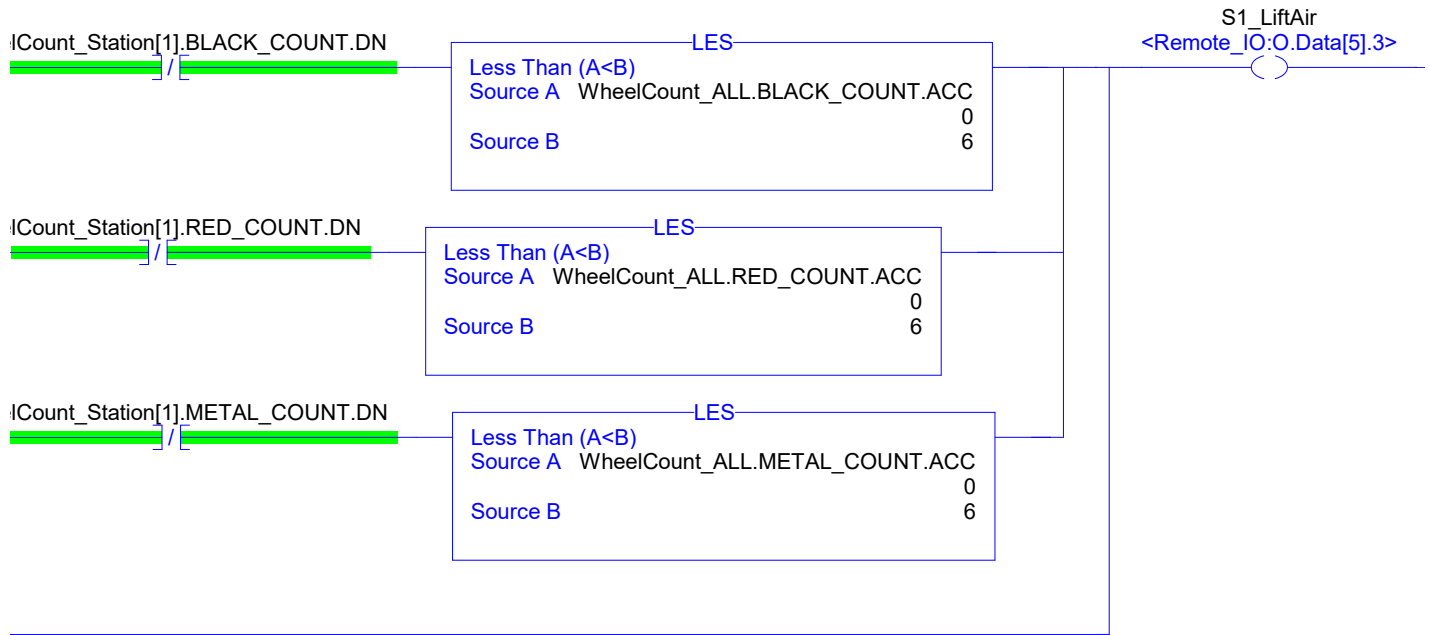 S1_LiftAir
lCount_Station[1].BLACK_COUNT.DN
LES
<Remote_IO:O.Data[5].3>
/
Less Than (A<B)
Source A WheelCount_ALL.BLACK_COUNT.ACC
0
Source B 6
lCount_Station[1].RED_COUNT.DN
LES
/
Less Than (A<B)
Source A WheelCount_ALL.RED_COUNT.ACC
0
Source B 6
elCount_Station[1].METAL_COUNT.DN
LES
/
Less Than (A<B)
Source A WheelCount_ALL.METAL_COUNT.ACC
0
Source B 6